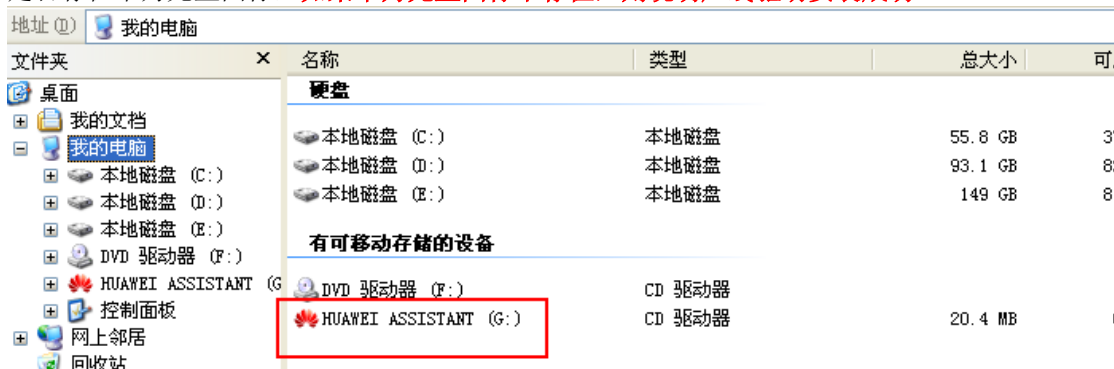 地址(D) 我的电脑
文件夹 × 名称 类型 总大小 可
桌面
我的文档
我的电脑
本地磁盘 (C:)
本地磁盘 (D:)
本地磁盘 (E:)
DVD 驱动器 (F:)
HUAWEI ASSISTANT (G
控制面板
网上邻居
回收站
硬盘
本地磁盘 (C:) 本地磁盘 55.8 GB 3
本地磁盘 (D:) 本地磁盘 93.1 GB 8
本地磁盘 (E:) 本地磁盘 149 GB 8
有可移动存储的设备
DVD 驱动器 (F:) CD 驱动器
HUAWEI ASSISTANT (G:) CD 驱动器 20.4 MB